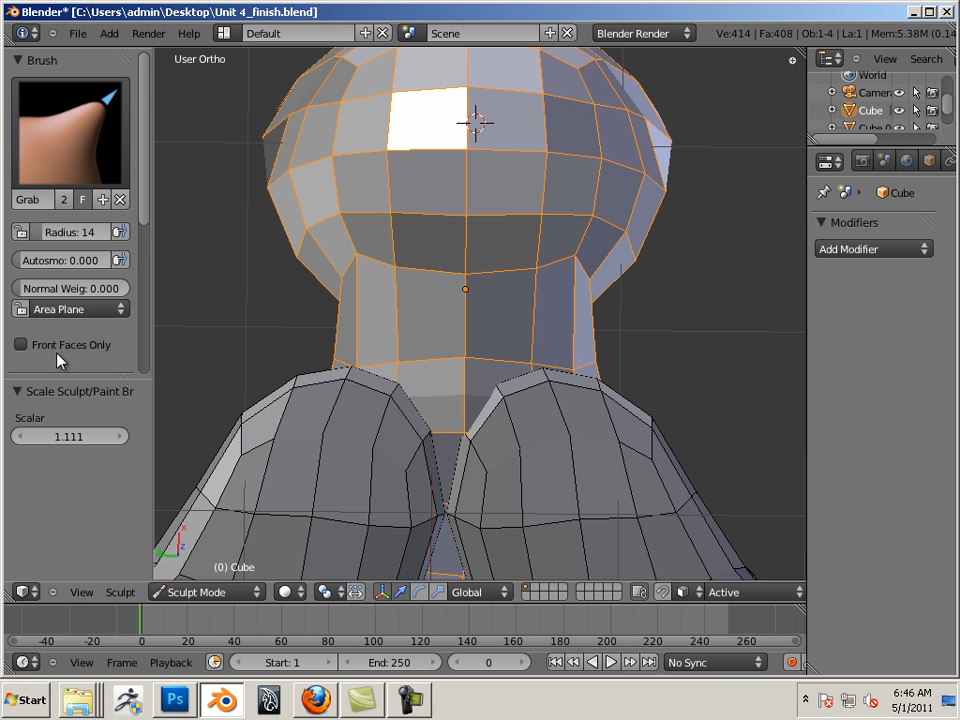 Blender* [C:\Users\admin\Desktop\Unit 4_finish.blend]
File Add Render Help Default Scene Blender Render Ve:414 | Fa:408 | Ob:1-4 | La:1 | Mem:5.38M (0.14
Brush
User Ortho
View Search
World
Camer
Cube
Grab 2 F
Cube
Radius: 14
Modifiers
Autosmo: 0.000
Add Modifier
Normal Weig: 0.000
Area Plane
Front Faces Only
Scale Sculpt/Paint Br
Scalar
1.111
x
z
(0) Cube
View Sculpt Sculpt Mode Global Active
-40 -20 0 20 40 60 80 100 120 140 160 180 200 220 240 260
View Frame Playback Start: 1 End: 250 0 No Sync
Start Ps 6:46 AM
5/1/2011